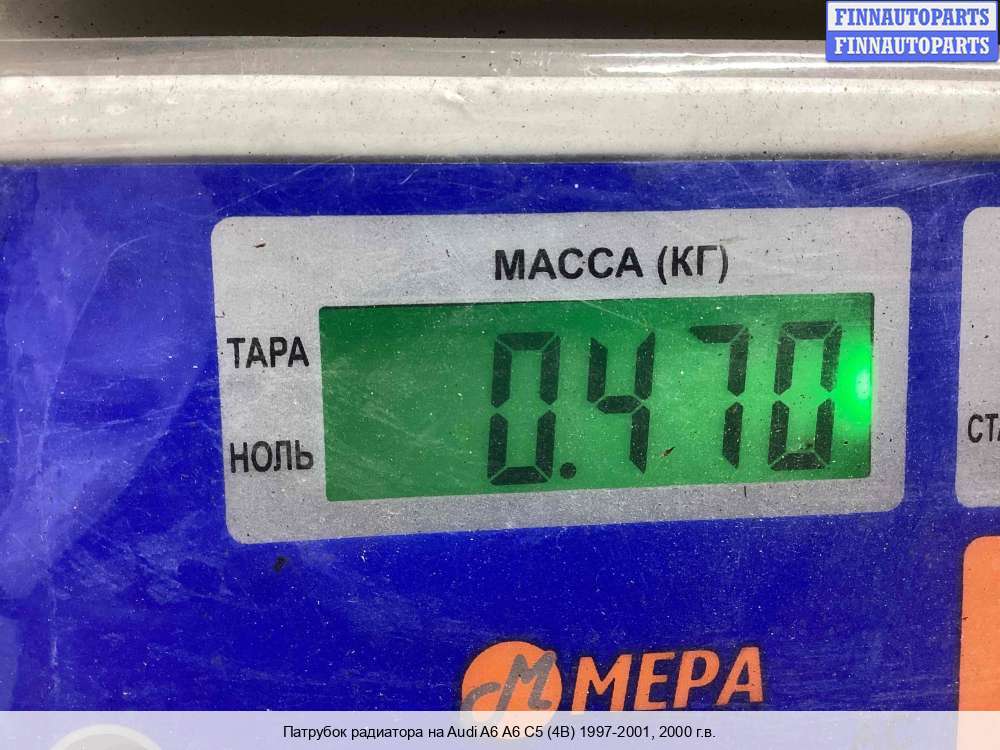 FINNAUTOPARTS
FINNAUTOPARTS
МАССА (КГ)
ТАРА
0.470
НОЛЬ
МЕРА
Патрубок радиатора на Audi A6 A6 C5 (4B) 1997-2001, 2000 г.в.